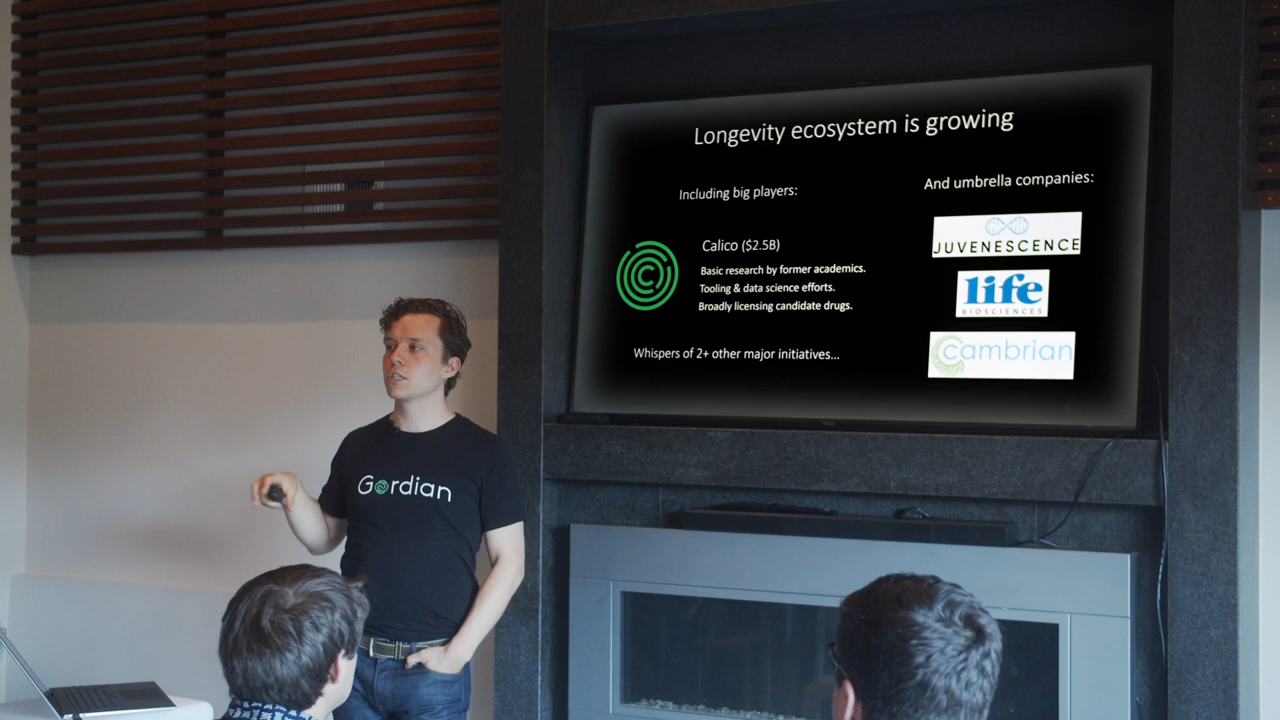 Longevity ecosystem is growing
Including big players:
Calico ($2.5B)
Basic research by former academics.
Tooling & data science efforts.
Broadly licensing candidate drugs.
Whispers of 2+ other major initiatives...
And umbrella companies:
JUVENESCENCE
life
BIOSCIENCES
cambrian
Gordian